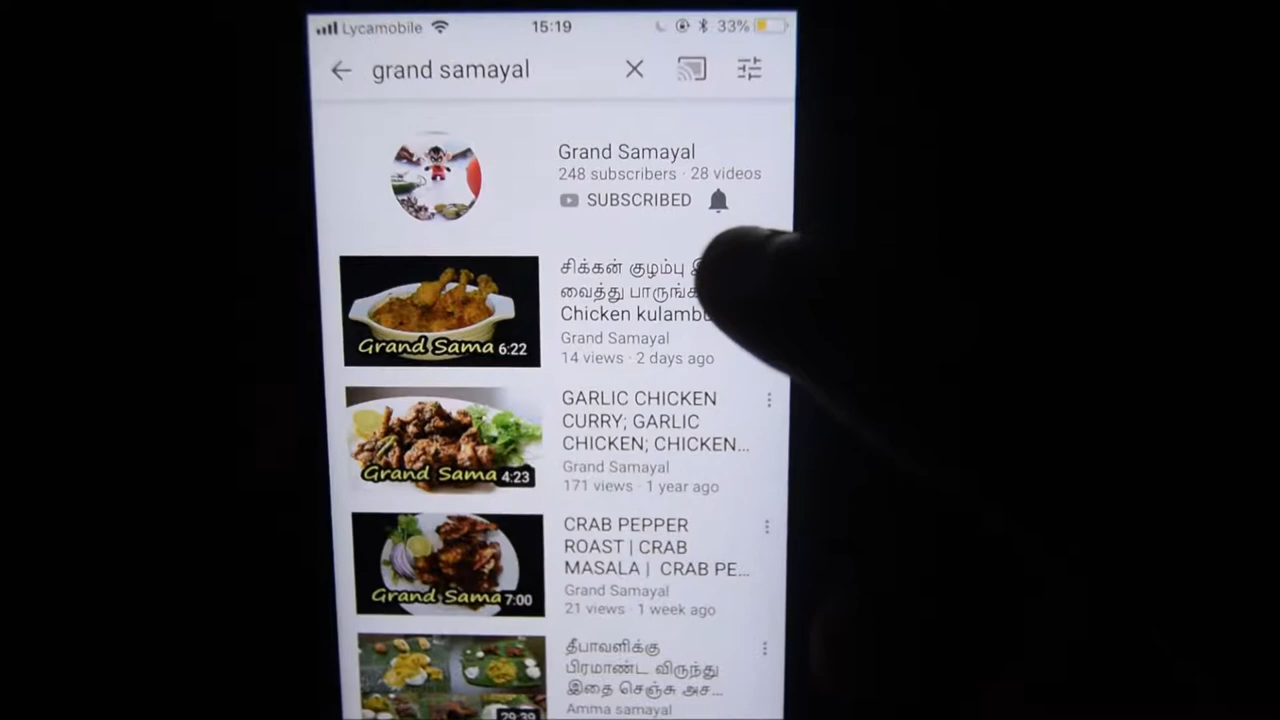 Lycamobile 15:19 33%
grand samayal
Grand Samayal
248 subscribers · 28 videos
SUBSCRIBED
சிக்கன் குழம்பு
வைத்து
Chicken kulambu
Grand Samayal
14 views · 2 days ago
Grand Sama 6:22
GARLIC CHICKEN
CURRY; GARLIC
CHICKEN; CHICKEN...
Grand Samayal
171 views · 1 year ago
Grand Sama 4:23
CRAB PEPPER
ROAST | CRAB
MASALA | CRAB PE...
Grand Samayal
21 views · 1 week ago
Grand Sama 7:00
தீபாவளிக்கு
பிரமாண்ட விருந்து
இதை செஞ்சு அச...
Amma samayal
29:39